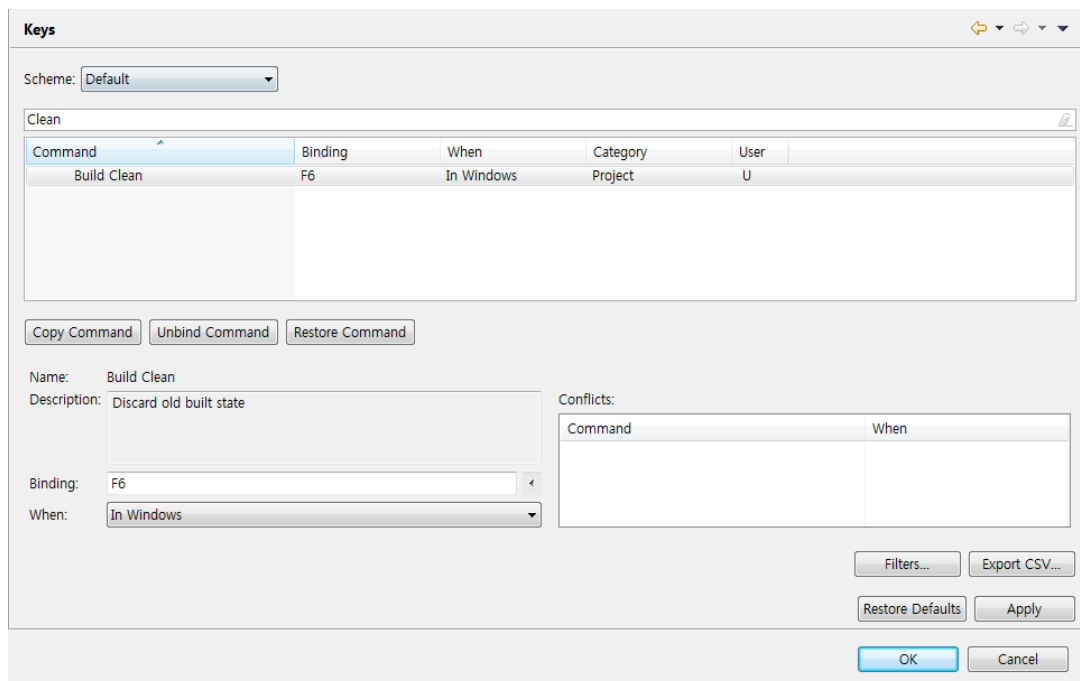 Keys
Scheme: Default
Clean
Command Binding When Category User
Build Clean F6 In Windows Project U
Copy Command Unbind Command Restore Command
Name: Build Clean
Description: Discard old built state
Conflicts:
Command When
Binding: F6
When: In Windows
Filters... Export CSV...
Restore Defaults Apply
OK Cancel